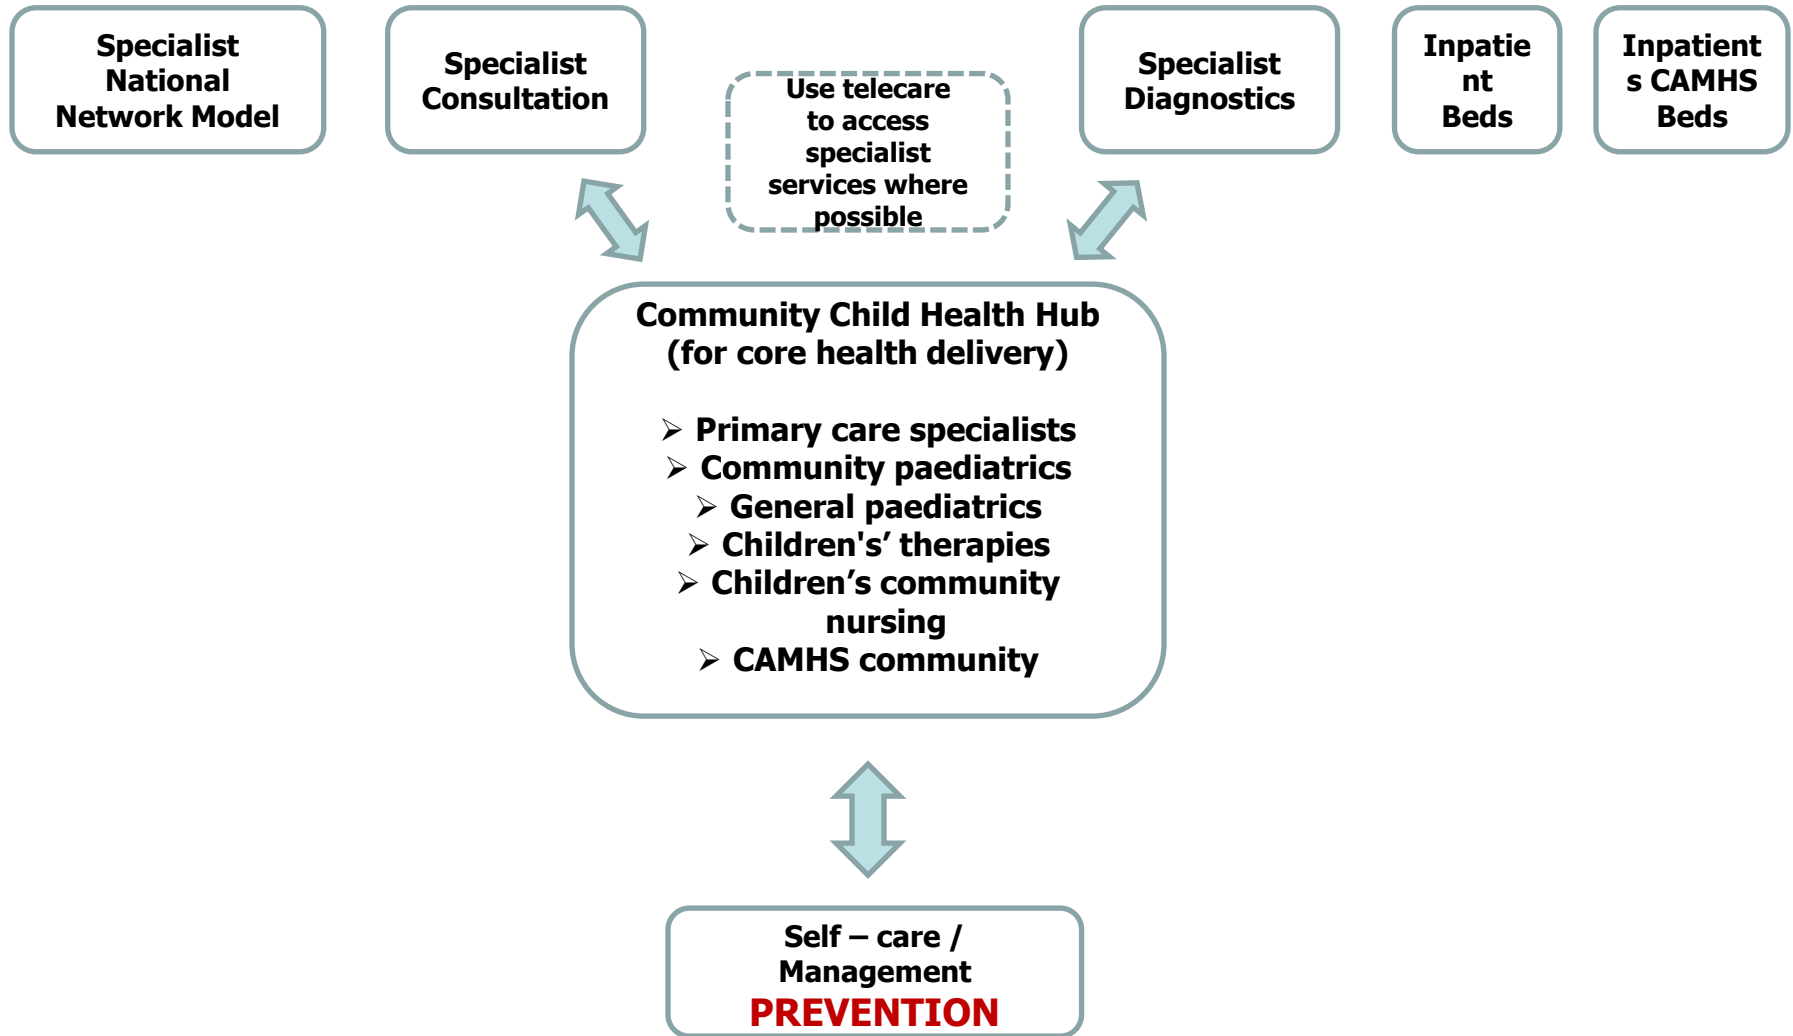 Specialist
National
Network Model
Specialist
Consultation
Use telecare
to access
specialist
services where
possible
Specialist
Diagnostics
Inpatie
nt
Beds
Inpatient
s CAMHS
Beds
Community Child Health Hub
(for core health delivery)
➢ Primary care specialists
➢ Community paediatrics
➢ General paediatrics
➢ Children's’ therapies
➢ Children’s community
nursing
➢ CAMHS community
Self – care /
Management
PREVENTION